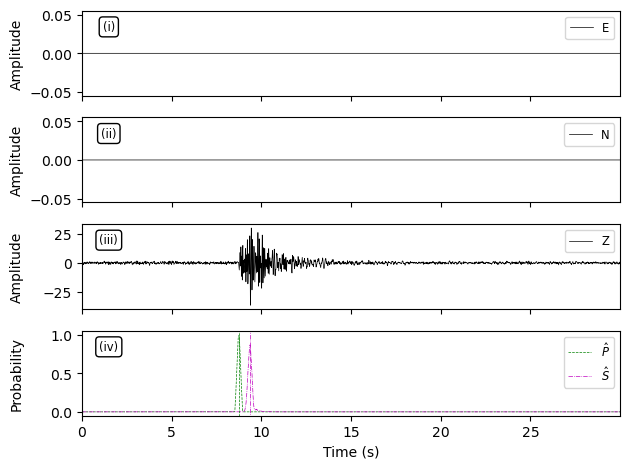 0.05
(i)
E
Amplitude
0.00
−0.05
0.05
(ii)
N
Amplitude
0.00
−0.05
25
(iii)
Z
Amplitude
0
−25
1.0
(iv)
P̂
Probability
0.5
Ŝ
0.0
0 5 10 15 20 25
Time (s)